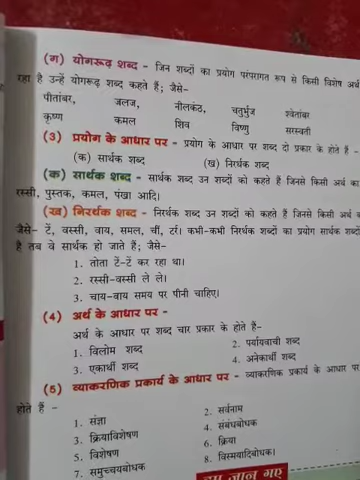 (ग) योगरूढ़ शब्द - जिन शब्दों का प्रयोग परंपरागत रूप से किसी विशेष अर्थ
रहा है उन्हें योगरूढ़ शब्द कहते हैं; जैसे-
पीतांबर, जलज, नीलकंठ, चतुर्भुज श्वेतांबर
कृष्ण कमल शिव विष्णु सरस्वती
(3) प्रयोग के आधार पर - प्रयोग के आधार पर शब्द दो प्रकार के होते हैं -
(क) सार्थक शब्द (ख) निरर्थक शब्द
(क) सार्थक शब्द - सार्थक शब्द उन शब्दों को कहते हैं जिनसे किसी अर्थ का
रस्सी, पुस्तक, कमल, पंखा आदि।
(ख) निरर्थक शब्द - निरर्थक शब्द उन शब्दों को कहते हैं जिनसे किसी अर्थ
जैसे- टें, वस्सी, वाय, समल, चीं, टर्र। कभी-कभी निरर्थक शब्दों का प्रयोग सार्थक शब्दों
है तब वे सार्थक हो जाते हैं; जैसे-
1. तोता टें-टें कर रहा था।
2. रस्सी-वस्सी ले ले।
3. चाय-वाय समय पर पीनी चाहिए।
(4) अर्थ के आधार पर -
अर्थ के आधार पर शब्द चार प्रकार के होते हैं-
1. विलोम शब्द 2. पर्यायवाची शब्द
3. एकार्थी शब्द 4. अनेकार्थी शब्द
(5) व्याकरणिक प्रकार्य के आधार पर - व्याकरणिक प्रकार्य के आधार पर
होते हैं -
1. संज्ञा 2. सर्वनाम
3. क्रियाविशेषण 4. संबंधबोधक
5. विशेषण 6. क्रिया
7. समुच्चयबोधक 8. विस्मयादिबोधक।
जान गए